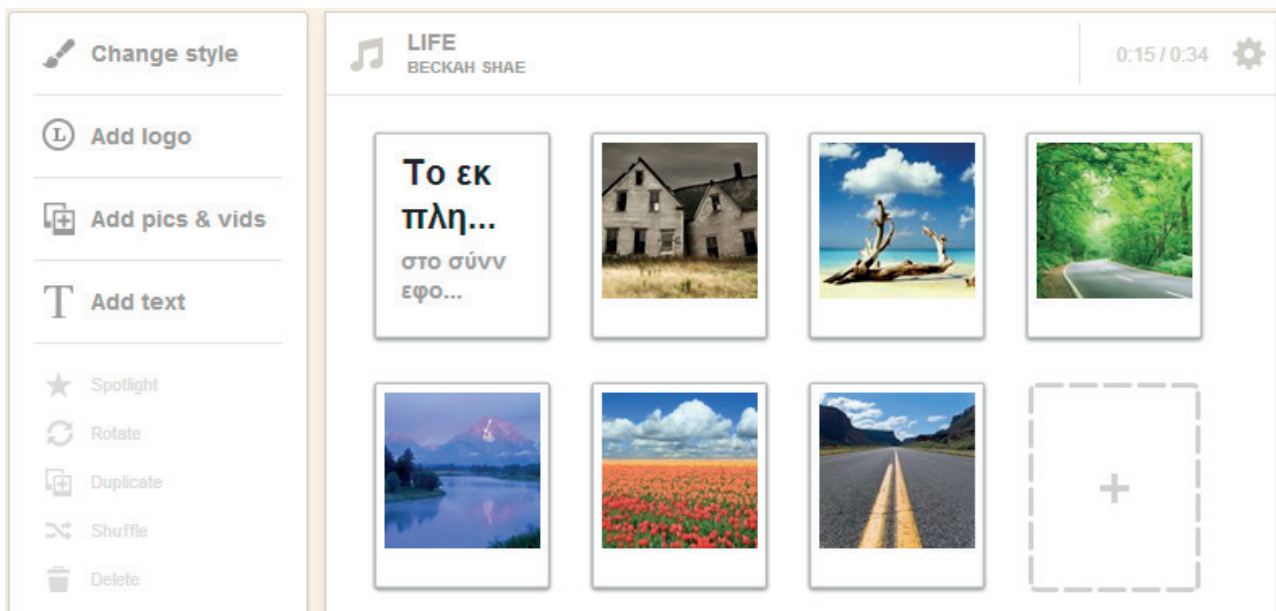 Change style
Add logo
Add pics & vids
Add text
Spotlight
Rotate
Duplicate
Shuffle
Delete
LIFE
BECKAH SHAE
0:15 / 0:34
Το εκ
πλη...
στο σύνν
εφο...